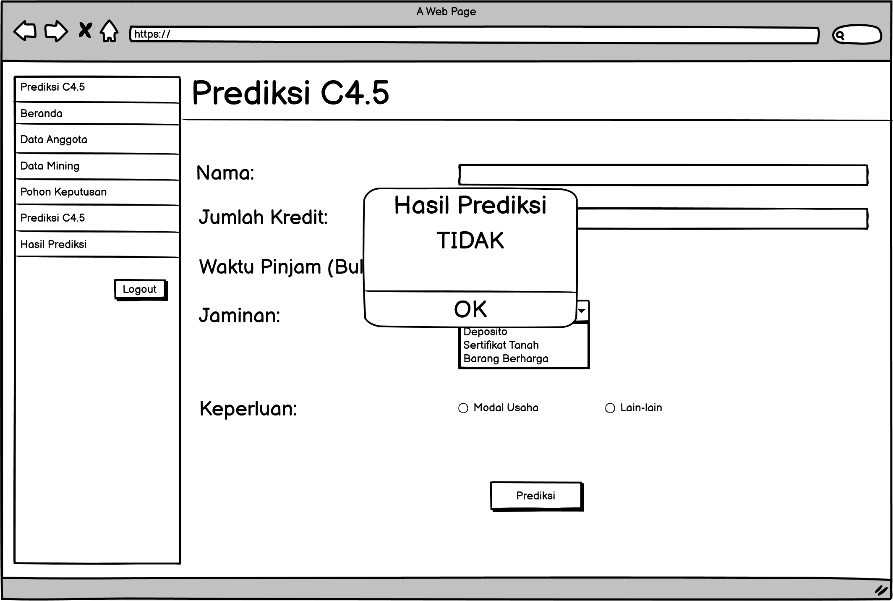 A Web Page
https://
Prediksi C4.5
Beranda
Data Anggota
Data Mining
Pohon Keputusan
Prediksi C4.5
Hasil Prediksi
Logout
Prediksi C4.5
Nama:
Jumlah Kredit:
Waktu Pinjam (Bul
Jaminan:
Hasil Prediksi
TIDAK
OK
Deposito
Sertifikat Tanah
Barang Berharga
Keperluan:
Modal Usaha
Lain-lain
Prediksi